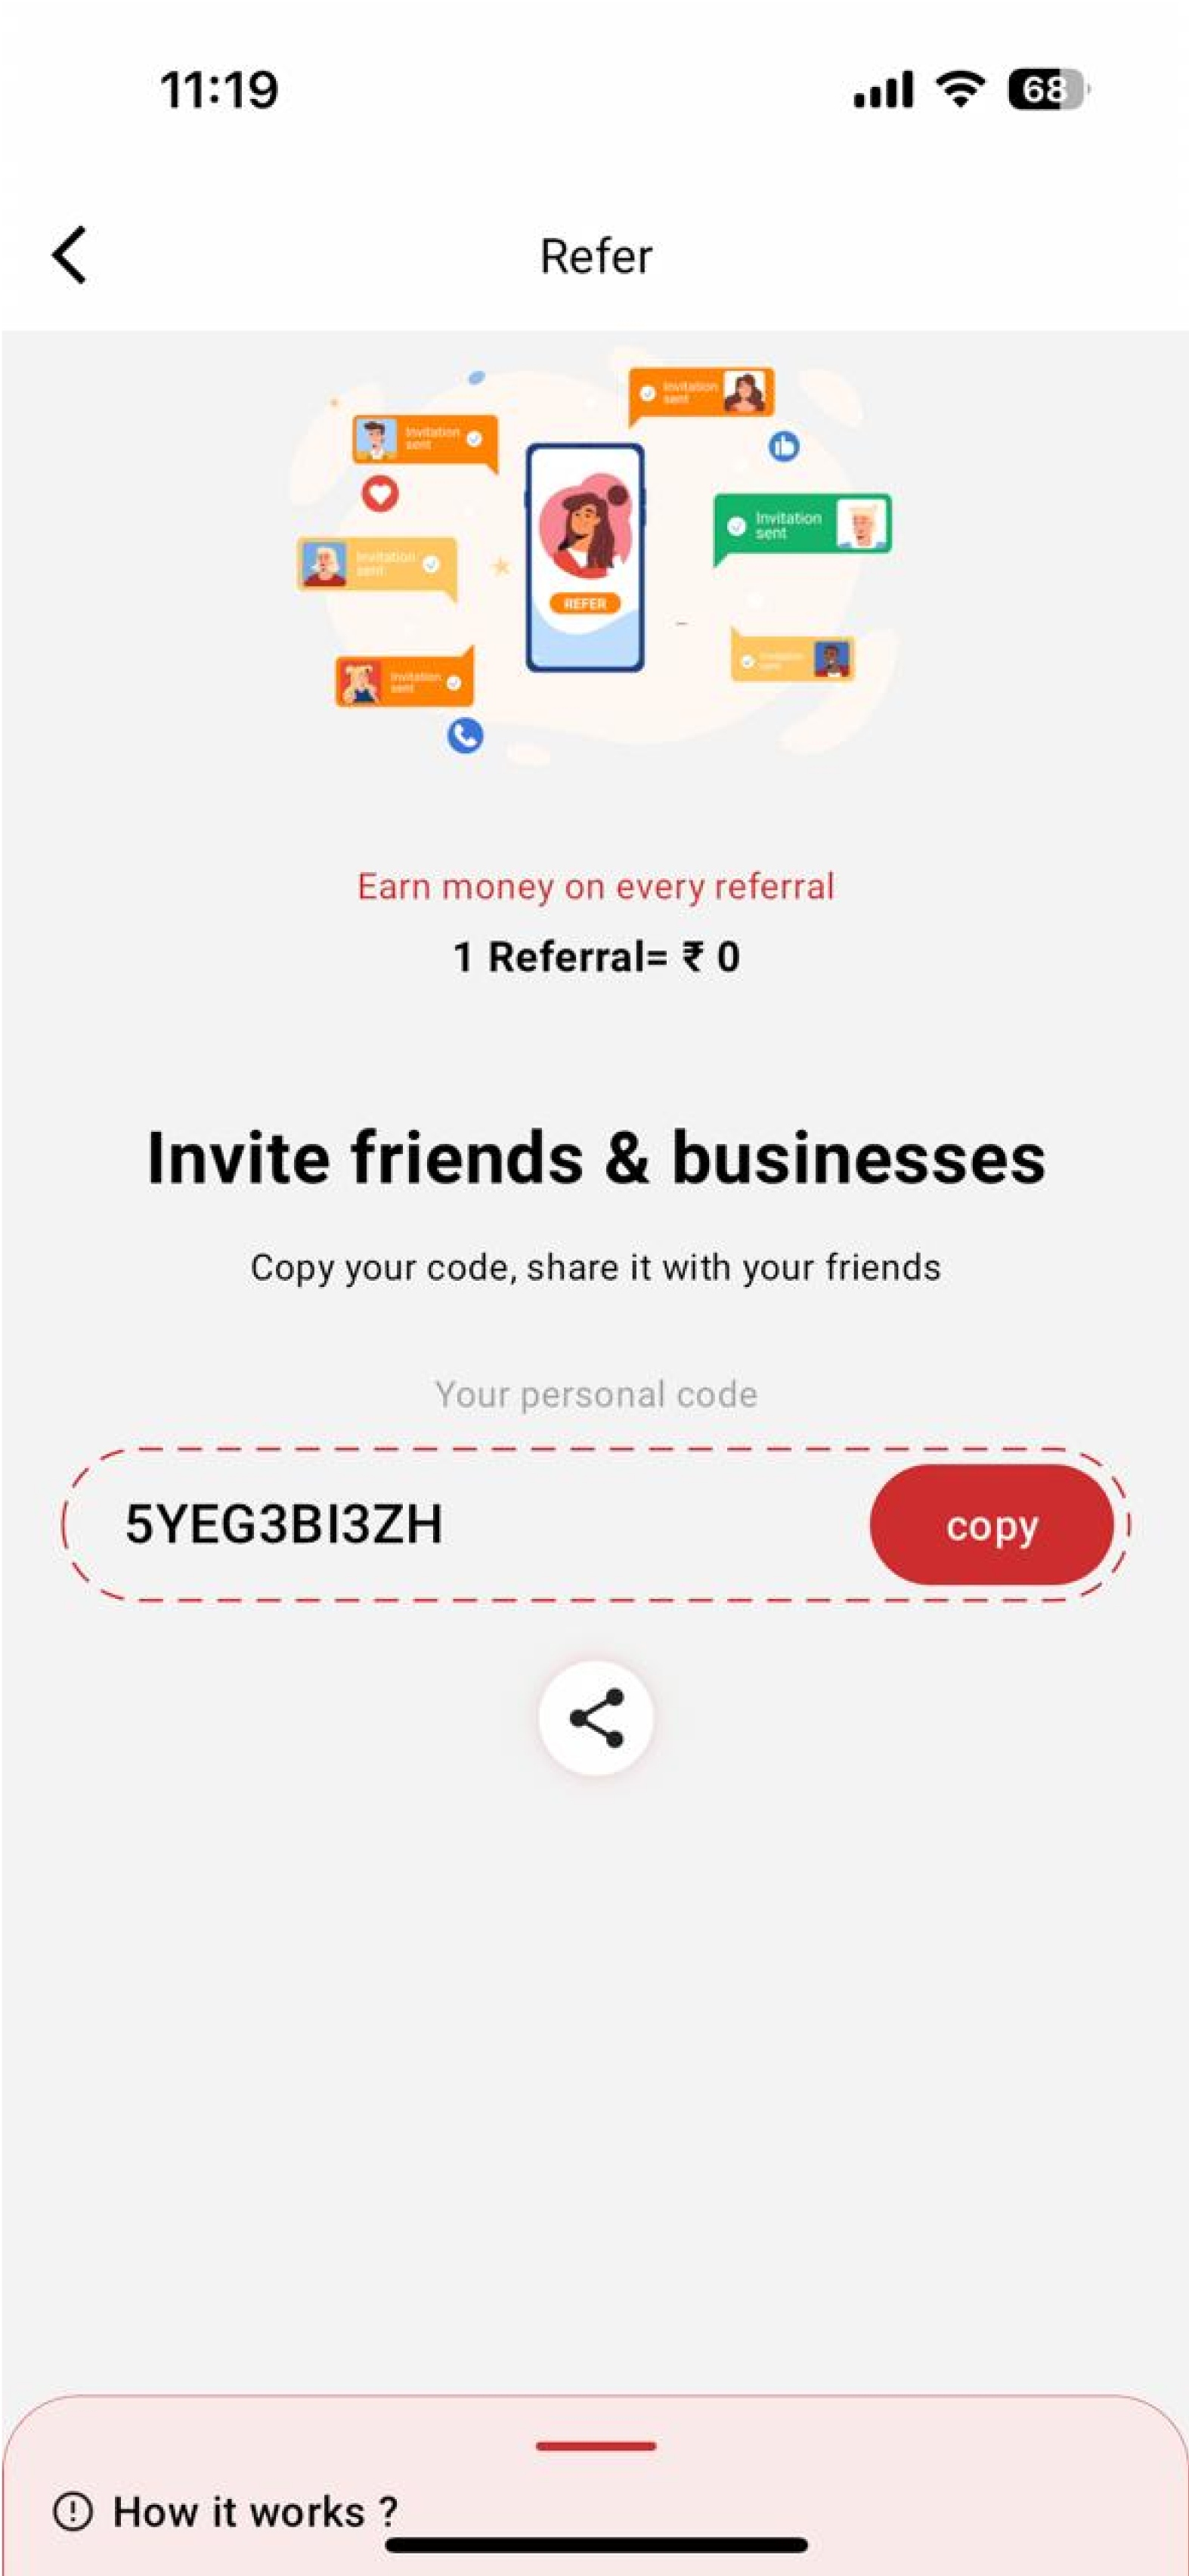 11:19
68
Refer
Invitation
sent
Invitation
sent
Invitation
sent
Invitation
sent
REFER
Invitation
sent
Invitation
sent
Earn money on every referral
1 Referral= ₹ 0
Invite friends & businesses
Copy your code, share it with your friends
Your personal code
5YEG3BI3ZH
copy
How it works ?